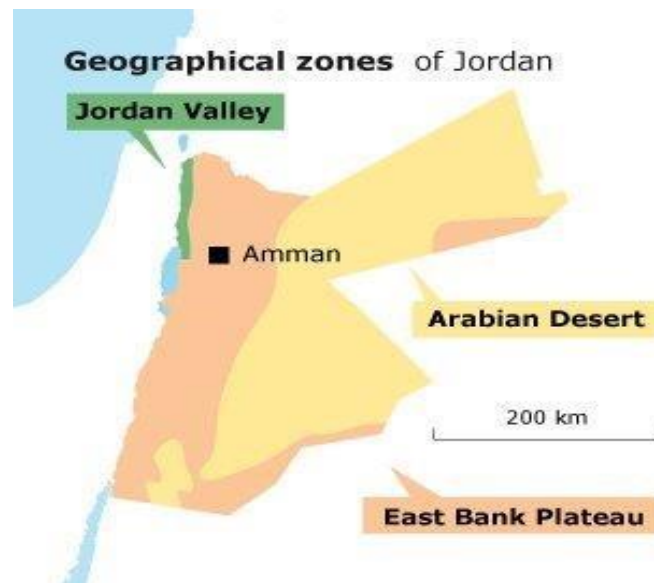 Geographical zones of Jordan
Jordan Valley
Amman
Arabian Desert
200 km
East Bank Plateau